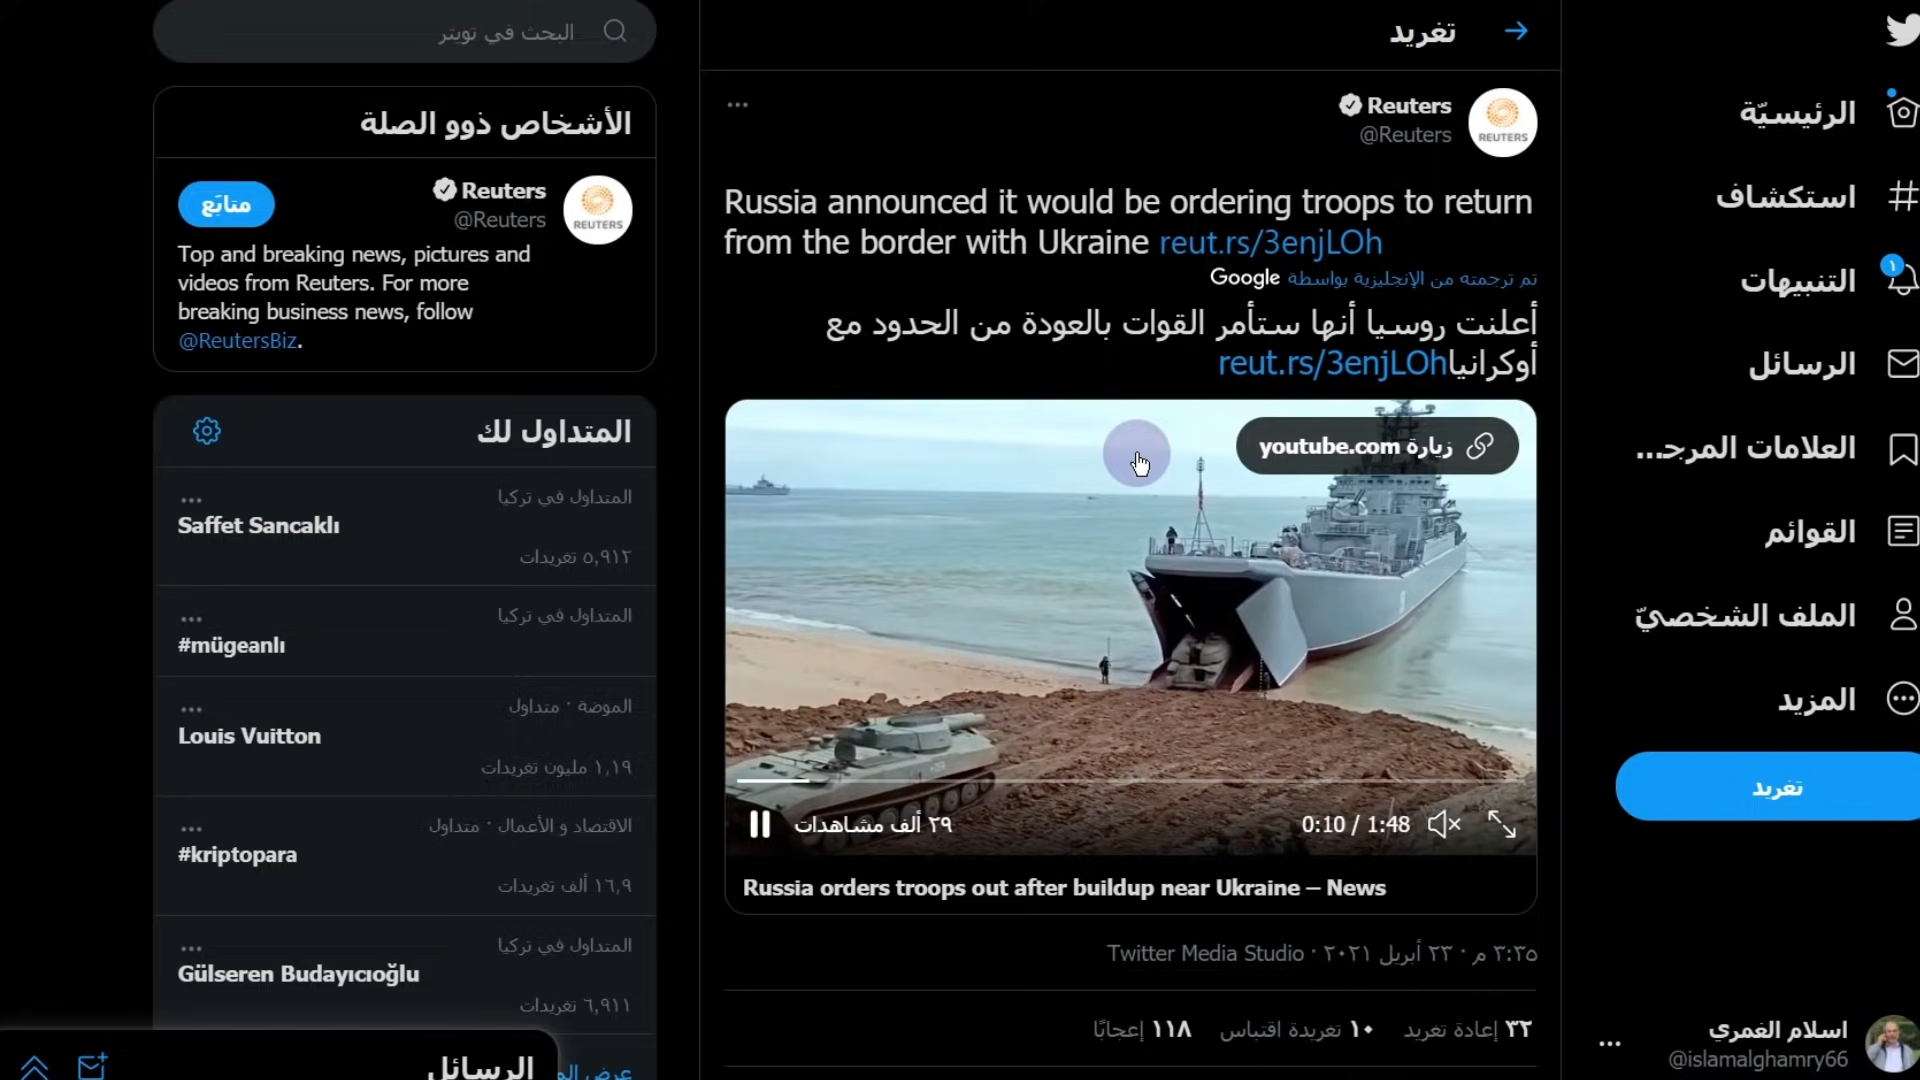 البحث في تويتر
الأشخاص ذوو الصلة
Reuters
@Reuters
متابَع
REUTERS
Top and breaking news, pictures and
videos from Reuters. For more
breaking business news, follow
@ReutersBiz.
المتداول لك
المتداول في تركيا
Saffet Sancaklı
٥,٩١٢ تغريدات
المتداول في تركيا
#mügeanlı
الموضة · متداول
Louis Vuitton
١,١٩ مليون تغريدات
الاقتصاد و الأعمال · متداول
#kriptopara
١٦,٩ ألف تغريدات
المتداول في تركيا
Gülseren Budayıcıoğlu
٦,٩١١ تغريدات
الرسائل
تغريد
Reuters
@Reuters
REUTERS
Russia announced it would be ordering troops to return
from the border with Ukraine reut.rs/3enjLOh
تم ترجمته من الإنجليزية بواسطة Google
أعلنت روسيا أنها ستأمر القوات بالعودة من الحدود مع
أوكرانياreut.rs/3enjLOh
زيارة youtube.com
٢٩ ألف مشاهدات
0:10 / 1:48
Russia orders troops out after buildup near Ukraine – News
٣:٣٥ م · ٢٣ أبريل ٢٠٢١ · Twitter Media Studio
٣٢ إعادة تغريد ١٠ تغريدة اقتباس ١١٨ إعجابًا
الرئيسيّة
استكشاف
التنبيهات
١
الرسائل
العلامات المرجـ...
القوائم
الملف الشخصيّ
المزيد
تغريد
اسلام الغمري
@islamalghamry66